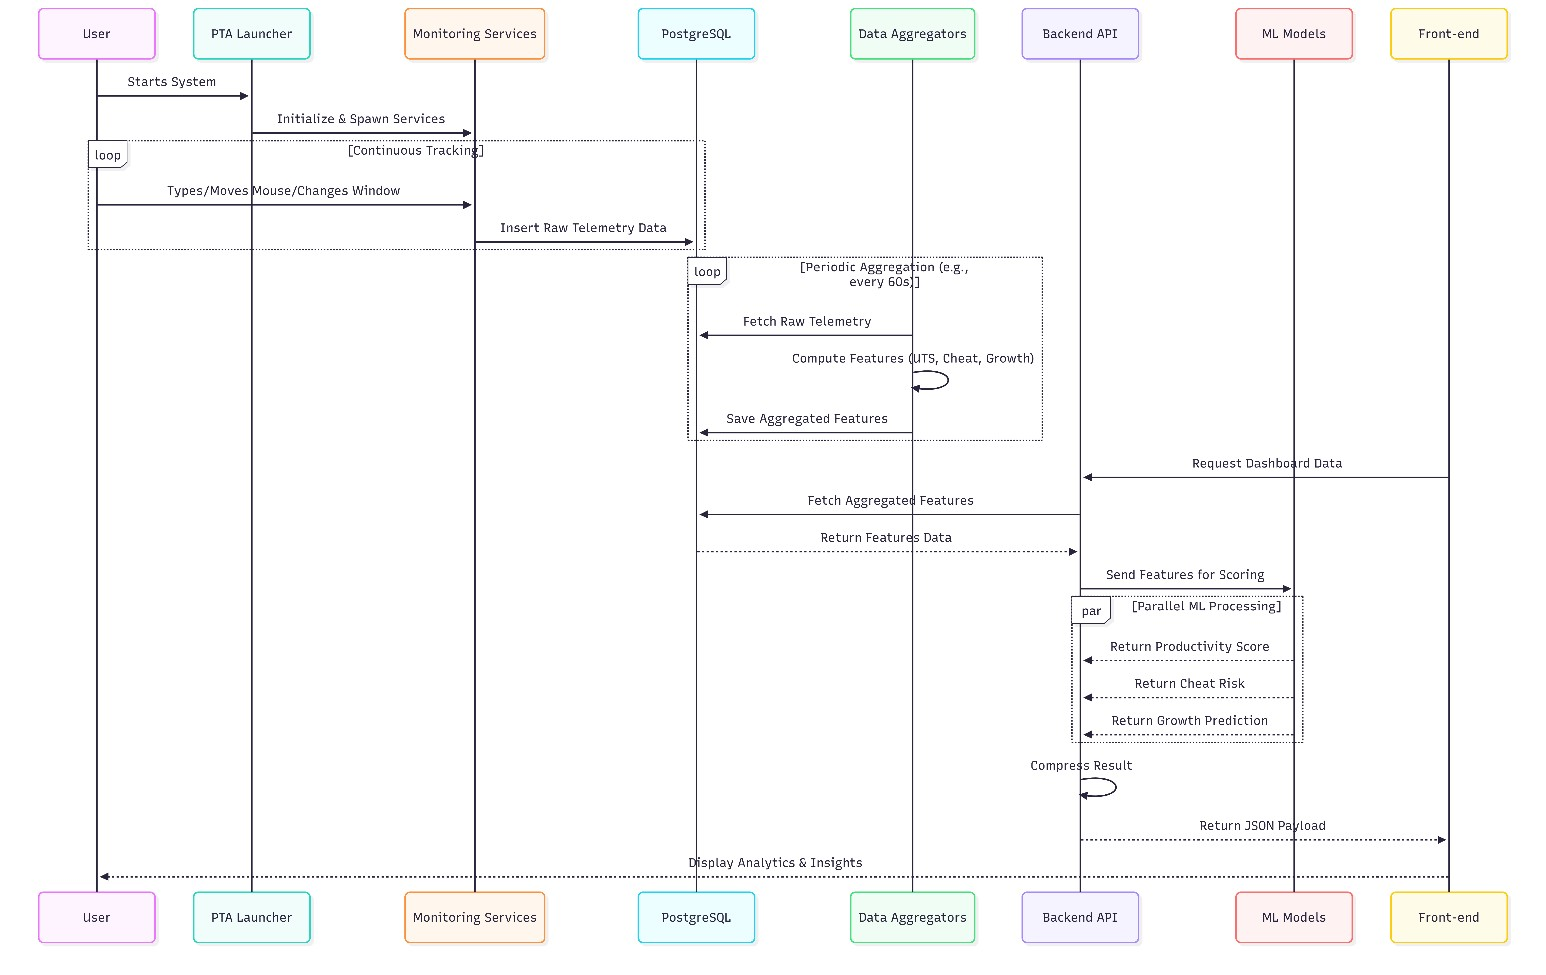 User
PTA Launcher
Monitoring Services
PostgreSQL
Data Aggregators
Backend API
ML Models
Front-end
Starts System
Initialize & Spawn Services
loop
[Continuous Tracking]
Types/Moves Mouse/Changes Window
Insert Raw Telemetry Data
loop
[Periodic Aggregation (e.g.,
every 60s)]
Fetch Raw Telemetry
Compute Features (UTS, Cheat, Growth)
Save Aggregated Features
Request Dashboard Data
Fetch Aggregated Features
Return Features Data
Send Features for Scoring
par
[Parallel ML Processing]
Return Productivity Score
Return Cheat Risk
Return Growth Prediction
Compress Result
Return JSON Payload
Display Analytics & Insights
User
PTA Launcher
Monitoring Services
PostgreSQL
Data Aggregators
Backend API
ML Models
Front-end